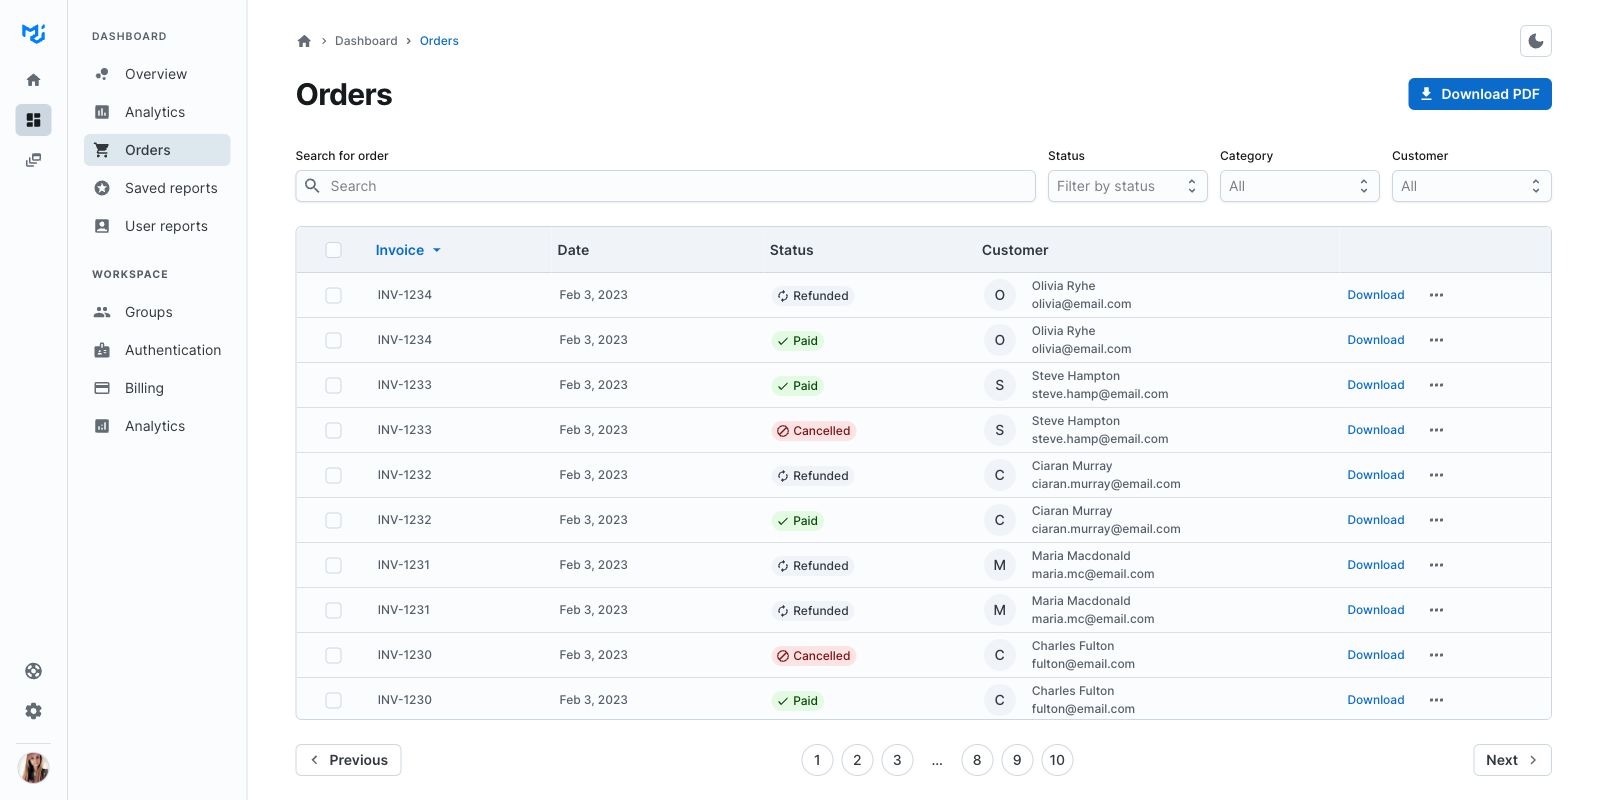 DASHBOARD
Overview
Analytics
Orders
Saved reports
User reports
WORKSPACE
Groups
Authentication
Billing
Analytics
Dashboard Orders
Orders
Download PDF
Search for order Status Category Customer
Search Filter by status All All
Invoice Date Status Customer
INV-1234 Feb 3, 2023 Refunded O Olivia Ryhe Download
olivia@email.com
INV-1234 Feb 3, 2023 Paid O Olivia Ryhe Download
olivia@email.com
INV-1233 Feb 3, 2023 Paid S Steve Hampton Download
steve.hamp@email.com
INV-1233 Feb 3, 2023 Cancelled S Steve Hampton Download
steve.hamp@email.com
INV-1232 Feb 3, 2023 Refunded C Ciaran Murray Download
ciaran.murray@email.com
INV-1232 Feb 3, 2023 Paid C Ciaran Murray Download
ciaran.murray@email.com
INV-1231 Feb 3, 2023 Refunded M Maria Macdonald Download
maria.mc@email.com
INV-1231 Feb 3, 2023 Refunded M Maria Macdonald Download
maria.mc@email.com
INV-1230 Feb 3, 2023 Cancelled C Charles Fulton Download
fulton@email.com
INV-1230 Feb 3, 2023 Paid C Charles Fulton Download
fulton@email.com
Previous 1 2 3 ... 8 9 10 Next